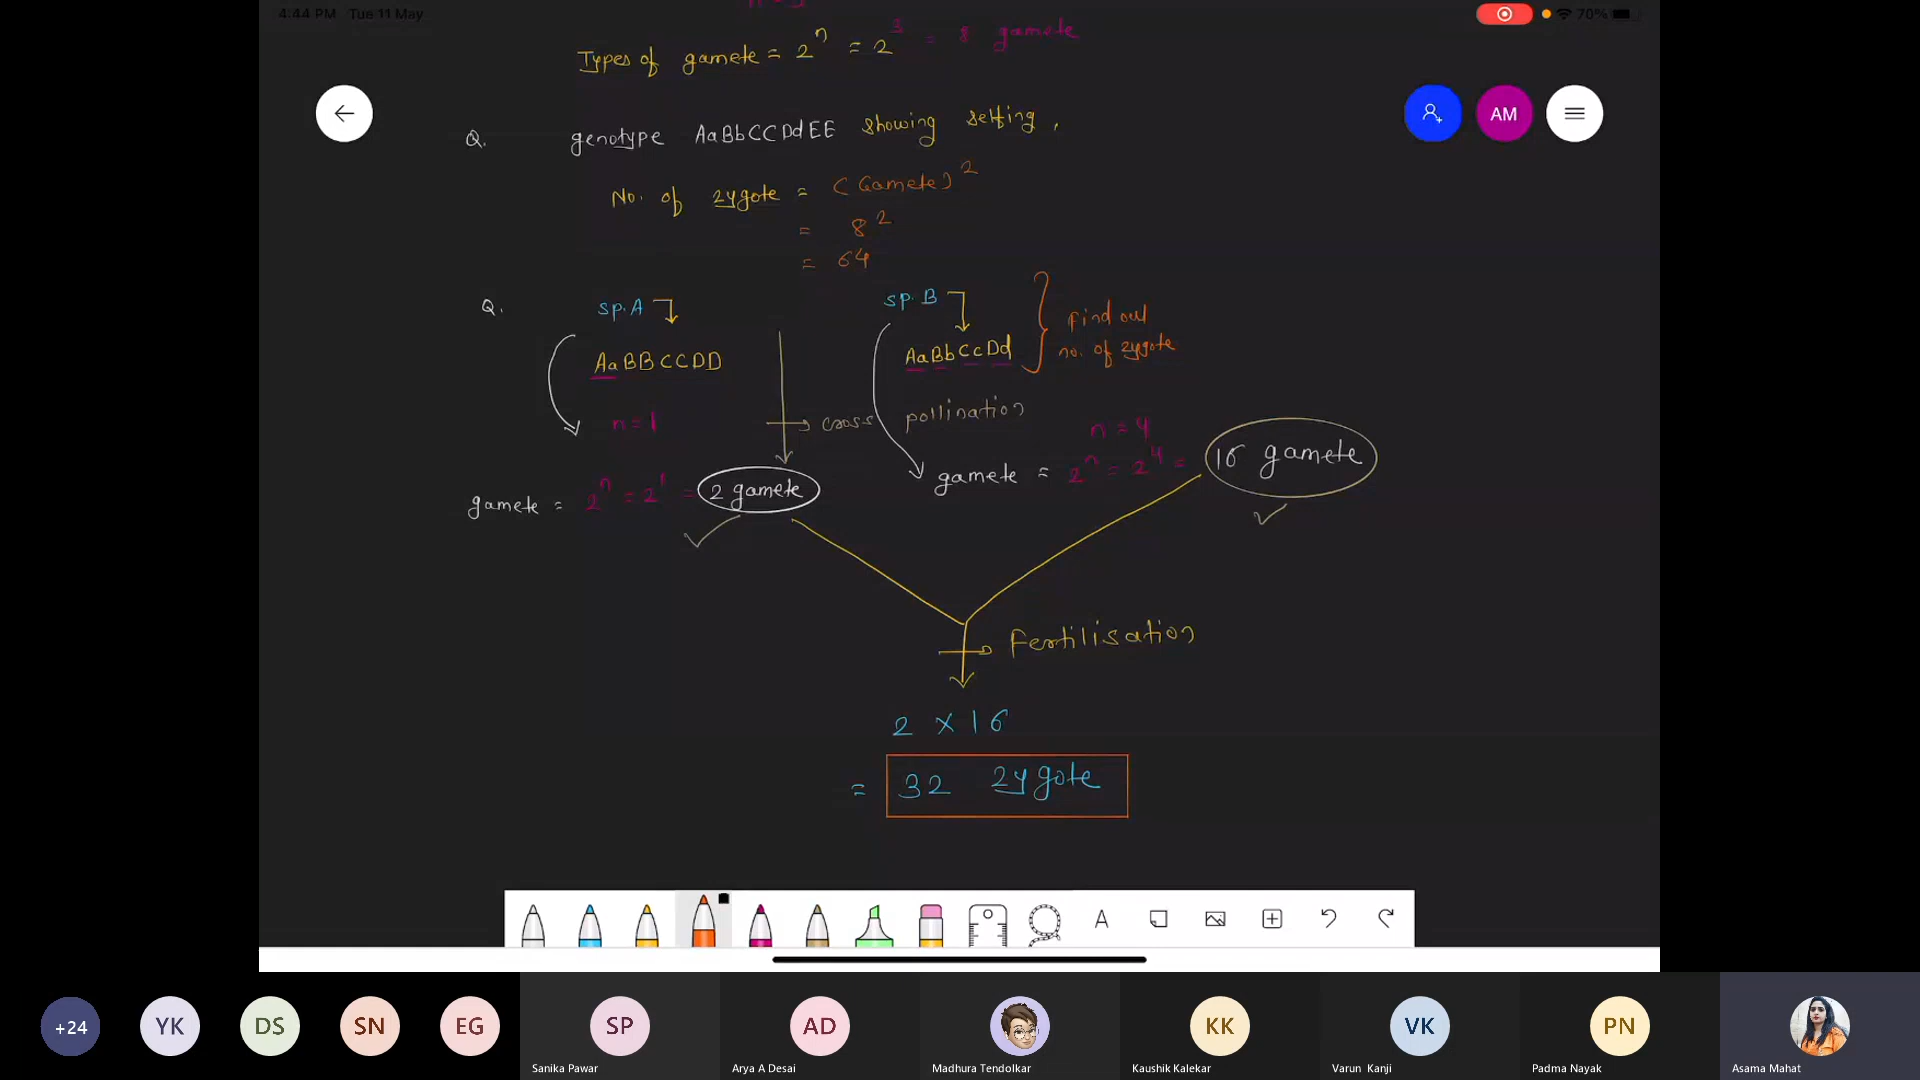 4:44 PM Tue 11 May
70%
Types of gamete = 2ⁿ = 2³ = 8 gamete
AM
Q. genotype AaBbCCDdEE showing selfing,
No. of zygote = (Gamete)²
= 8²
= 64
Q. sp. A sp. B
AaBBCCDD AaBbCcDd
Find out
no. of zygote
n = 1
cross pollination
n = 4
gamete = 2ⁿ = 2¹ = 2 gamete
gamete = 2ⁿ = 2⁴ = 16 gamete
Fertilisation
2 × 16
= 32 zygote
A
+24 YK DS SN EG SP AD KK VK PN
Sanika Pawar Arya A Desai Madhura Tendolkar Kaushik Kalekar Varun Kanji Padma Nayak Asama Mahat